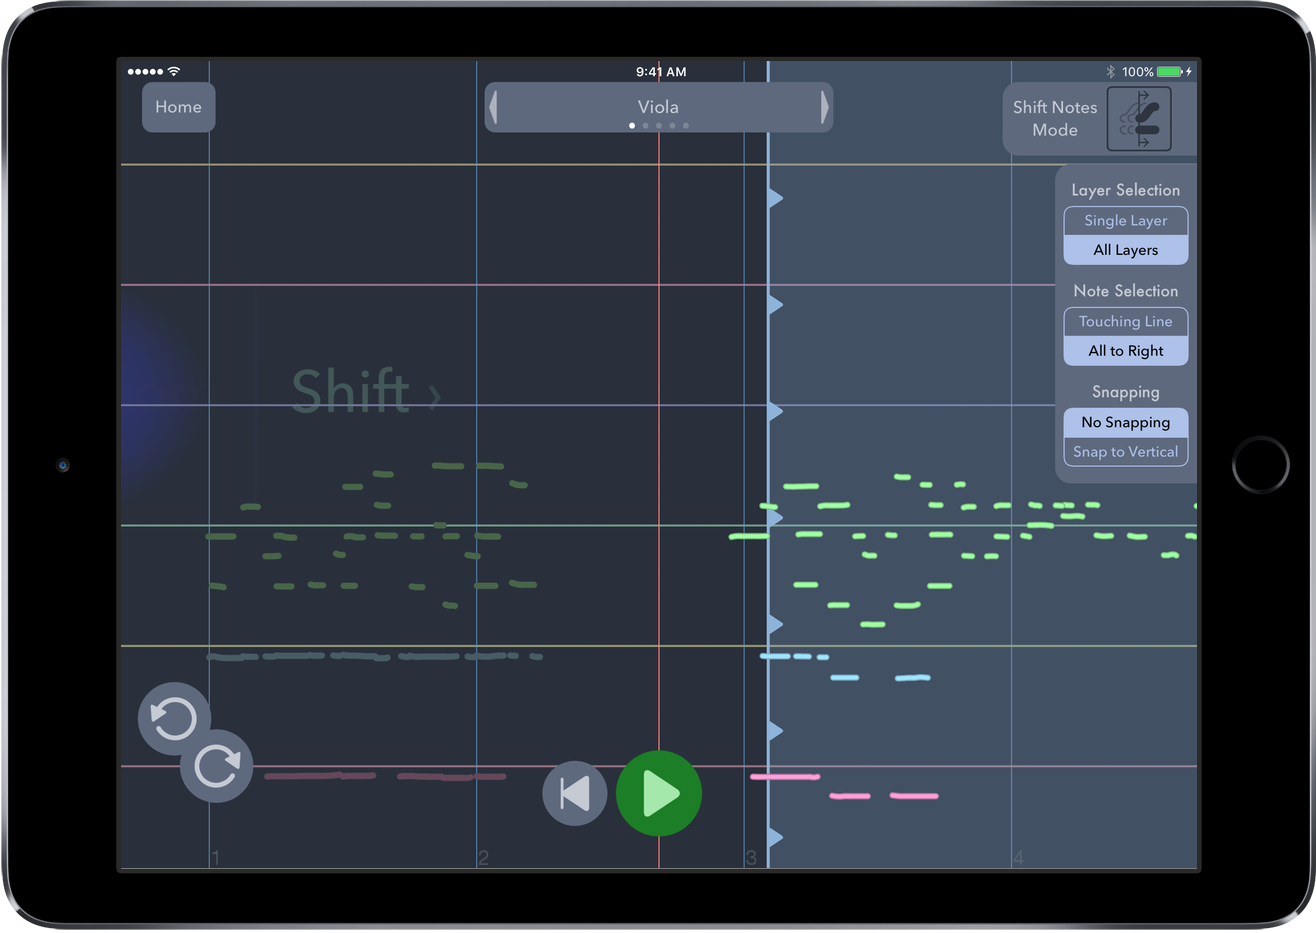 9:41 AM
100%
Home
Viola
Shift Notes
Mode
Layer Selection
Single Layer
All Layers
Note Selection
Touching Line
All to Right
Snapping
No Snapping
Snap to Vertical
Shift ›
1
2
3
4